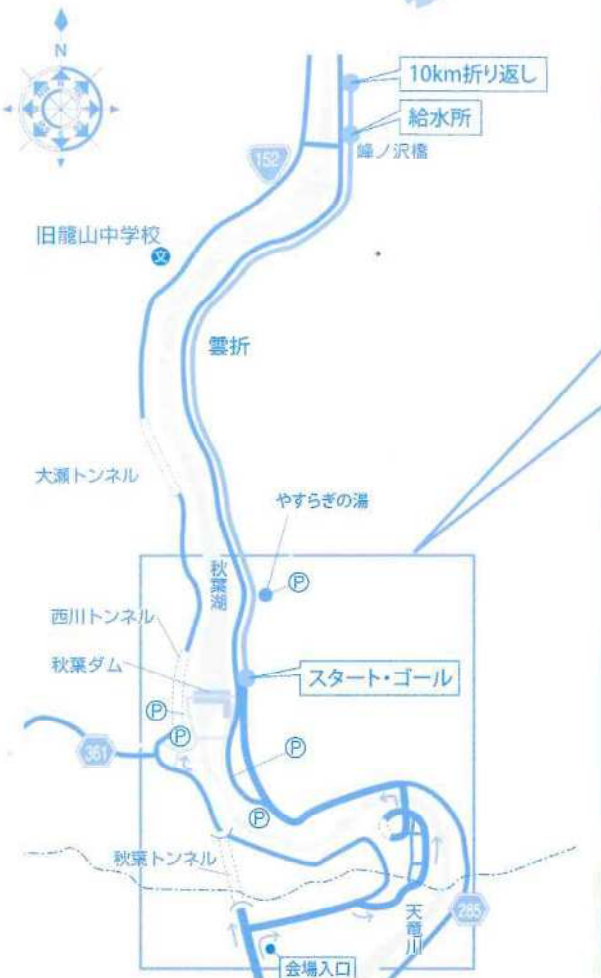 N
10km折り返し
給水所
峰ノ沢橋
152
旧龍山中学校
文
雲折
大瀬トンネル
やすらぎの湯
P
秋葉湖
西川トンネル
秋葉ダム
スタート・ゴール
P
P
P
361
P
秋葉トンネル
天竜川
285
会場入口